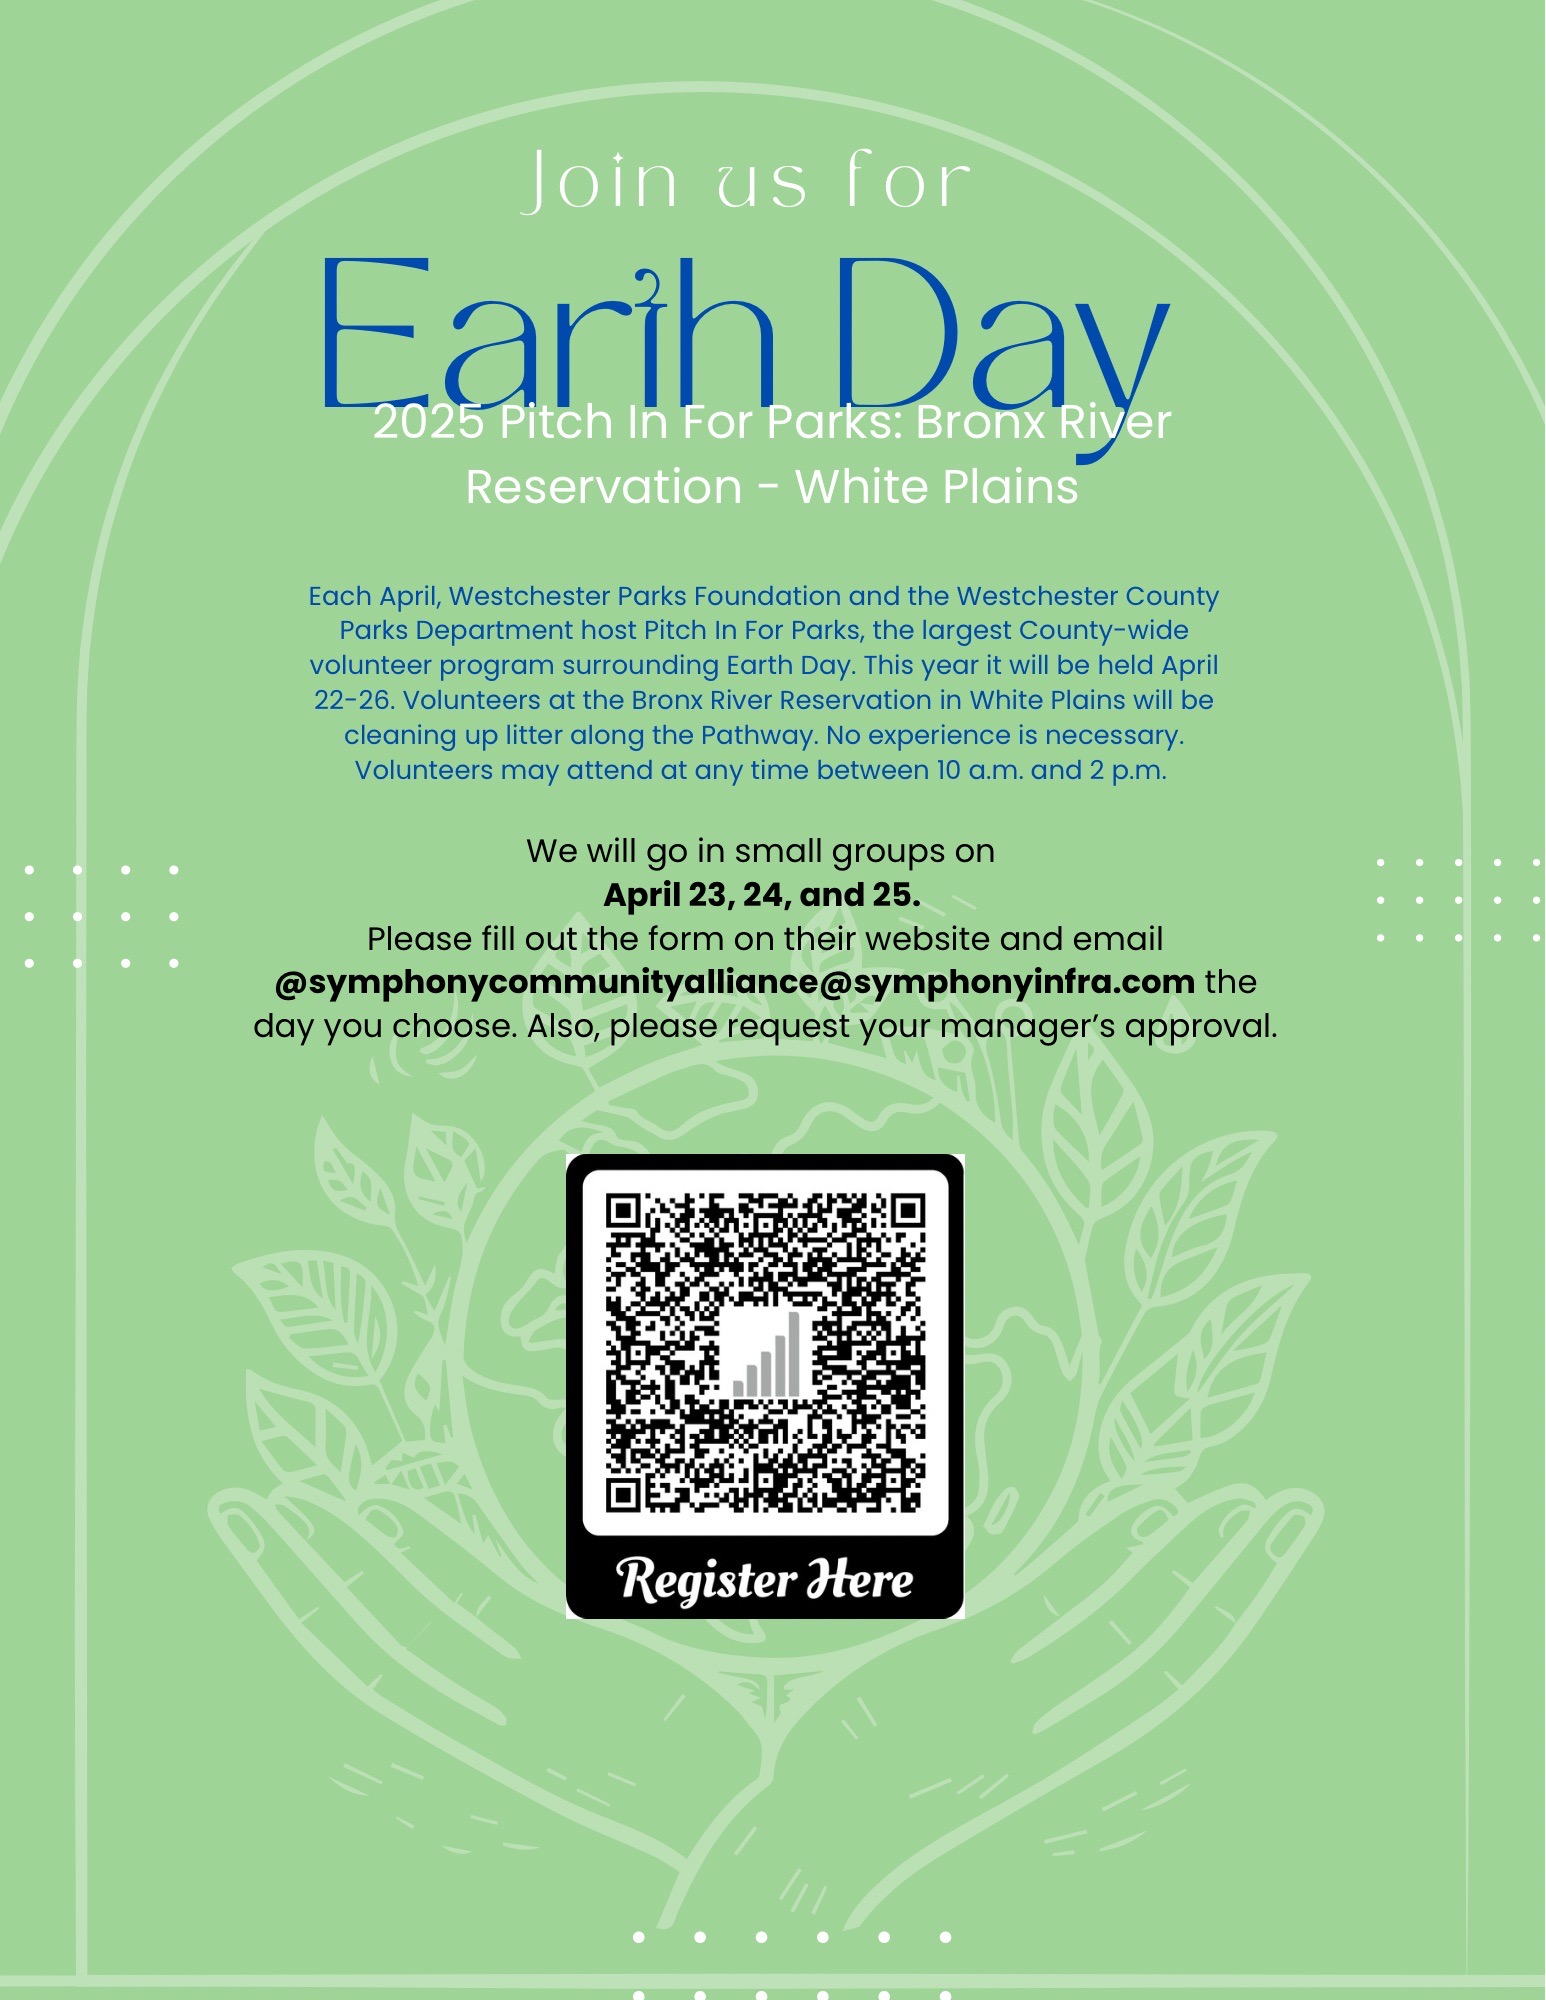 Join us for
Earth Day
2025 Pitch In For Parks: Bronx River
Reservation - White Plains
Each April, Westchester Parks Foundation and the Westchester County
Parks Department host Pitch In For Parks, the largest County-wide
volunteer program surrounding Earth Day. This year it will be held April
22-26. Volunteers at the Bronx River Reservation in White Plains will be
cleaning up litter along the Pathway. No experience is necessary.
Volunteers may attend at any time between 10 a.m. and 2 p.m.
We will go in small groups on
April 23, 24, and 25.
Please fill out the form on their website and email
@symphonycommunityalliance@symphonyinfra.com the
day you choose. Also, please request your manager’s approval.
Register Here